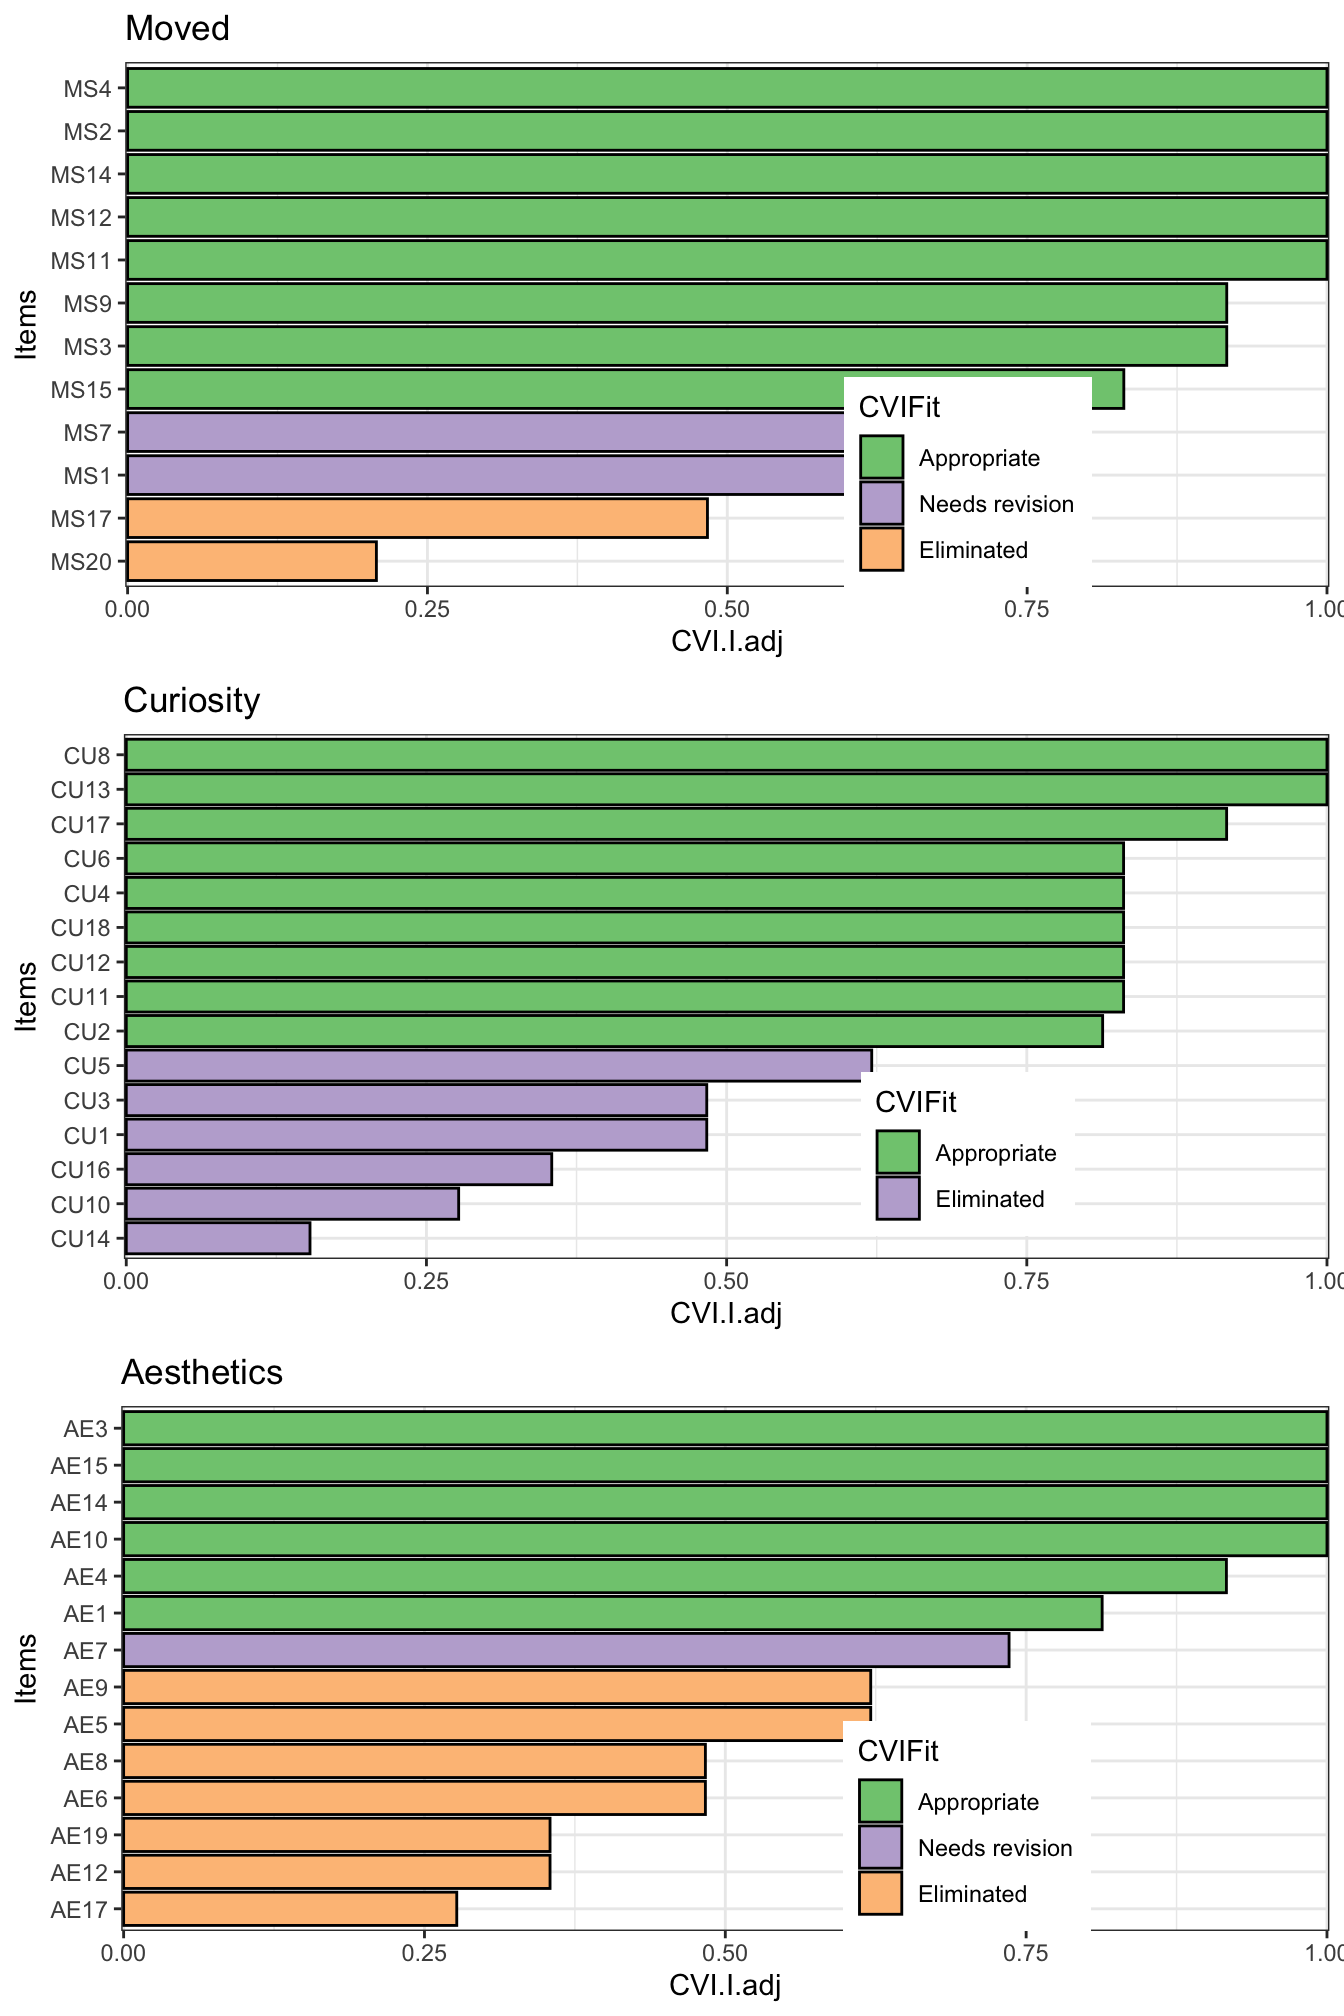 Moved
MS4
MS2
MS14
MS12
MS11
MS9
MS3
MS15
MS7
MS1
MS17
MS20
Items
CVIFit
Appropriate
Needs revision
Eliminated
0.00 0.25 0.50 0.75 1.00
CVI.I.adj
Curiosity
CU8
CU13
CU17
CU6
CU4
CU18
CU12
CU11
CU2
CU5
CU3
CU1
CU16
CU10
CU14
Items
CVIFit
Appropriate
Eliminated
0.00 0.25 0.50 0.75 1.00
CVI.I.adj
Aesthetics
AE3
AE15
AE14
AE10
AE4
AE1
AE7
AE9
AE5
AE8
AE6
AE19
AE12
AE17
Items
CVIFit
Appropriate
Needs revision
Eliminated
0.00 0.25 0.50 0.75 1.00
CVI.I.adj